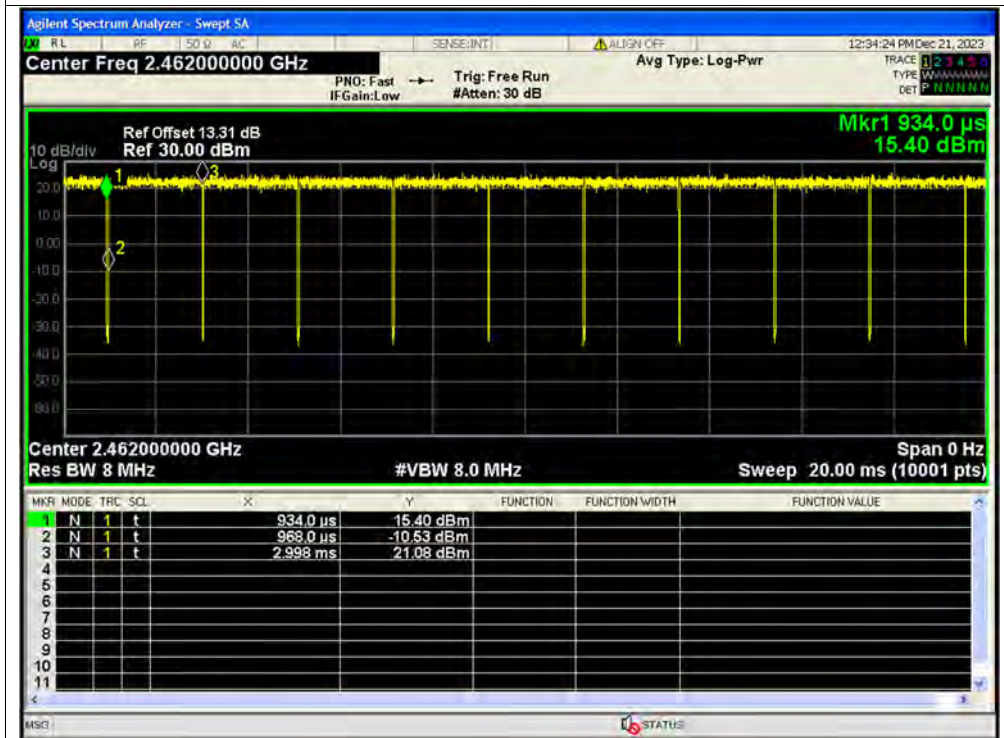 Agilent Spectrum Analyzer - Swept SA
RL RF 50 Ω AC SENSE:INT ALIGN OFF 12:34:24 PM Dec 21, 2023
Center Freq 2.462000000 GHz Avg Type: Log-Pwr TRACE 1 2 3 4 5 6
PNO: Fast Trig: Free Run TYPE W
IFGain:Low #Atten: 30 dB DET P N N N N N
Mkr1 934.0 µs
15.40 dBm
Ref Offset 13.31 dB
10 dB/div Ref 30.00 dBm
Log
1
3
20.0
10.0
0.00
2
-10.0
-20.0
-30.0
-40.0
-50.0
-60.0
Center 2.462000000 GHz Span 0 Hz
Res BW 8 MHz #VBW 8.0 MHz Sweep 20.00 ms (10001 pts)
MKR MODE TRC SCL X Y FUNCTION FUNCTION WIDTH FUNCTION VALUE
1 N 1 t 934.0 µs 15.40 dBm
2 N 1 t 968.0 µs -10.53 dBm
3 N 1 t 2.998 ms 21.08 dBm
4
5
6
7
8
9
10
11
MSG STATUS